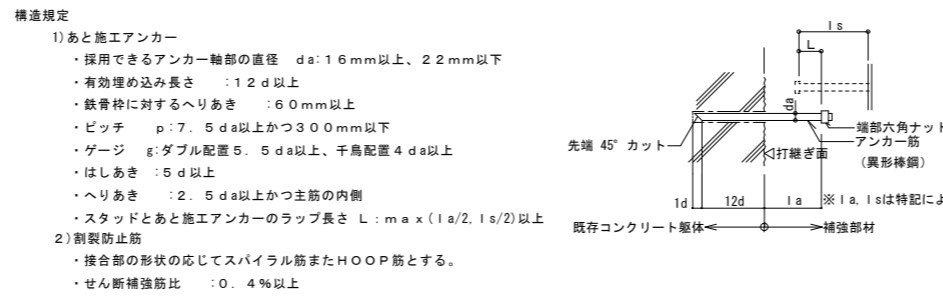 構造規定
1)あと施工アンカー
・採用できるアンカー軸部の直径 da:16mm以上、22mm以下
・有効埋め込み長さ :12d以上
・鉄骨枠に対するへりあき :60mm以上
・ピッチ p:7.5da以上かつ300mm以下
・ゲージ g:ダブル配置5.5da以上、千鳥配置4da以上
・はしあき :5d以上
・へりあき :2.5da以上かつ主筋の内側
・スタッドとあと施工アンカーのラップ長さ L:max(la/2,ls/2)以上
2)割裂防止筋
・接合部の形状の応じてスパイラル筋またHOOP筋とする。
・せん断補強筋比 :0.4%以上
ls
L
da
先端 45°カット
端部六角ナット
アンカー筋
(異形棒鋼)
打継ぎ面
1d
12d
la
※la,lsは特記によ
既存コンクリート躯体
補強部材